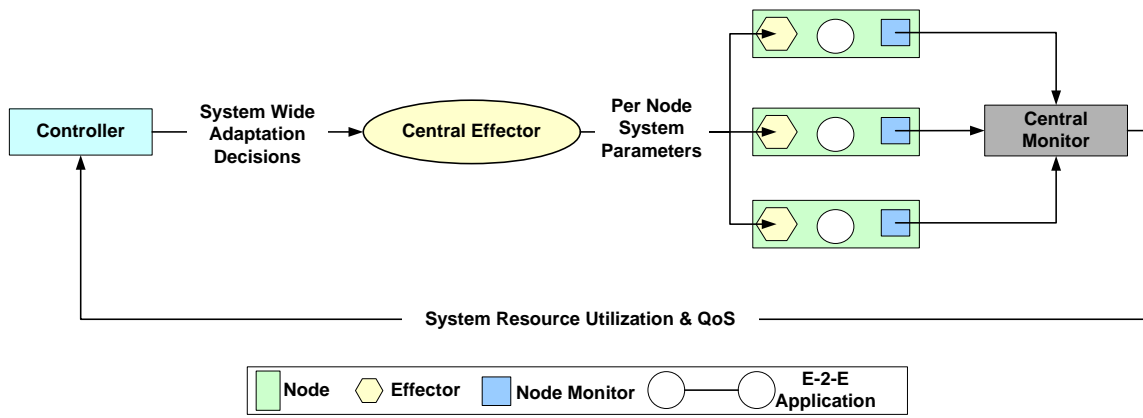 Controller
System Wide
Adaptation
Decisions
Central Effector
Per Node
System
Parameters
Central
Monitor
System Resource Utilization & QoS
Node
Effector
Node Monitor
E-2-E
Application